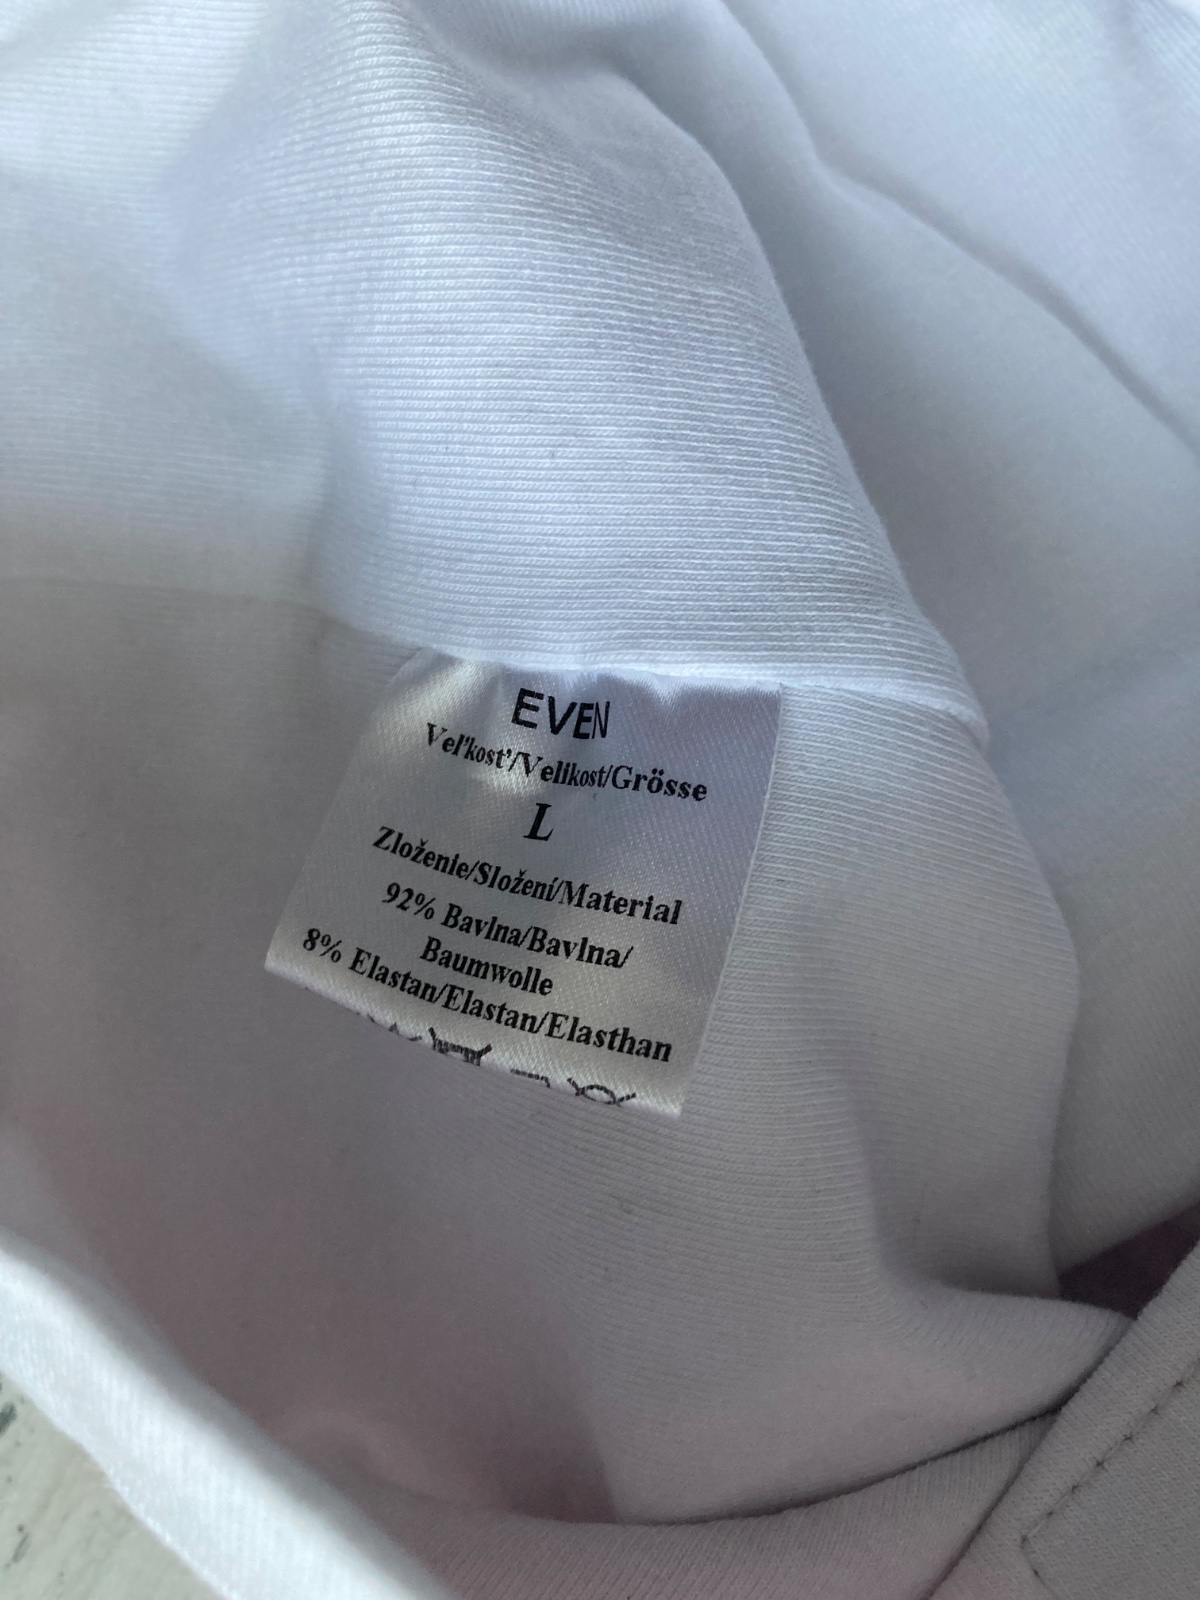 EVEN
Veľkosť/Velikost/Grösse
L
Zloženie/Složení/Material
92% Bavlna/Bavlna/
Baumwolle
8% Elastan/Elastan/Elasthan